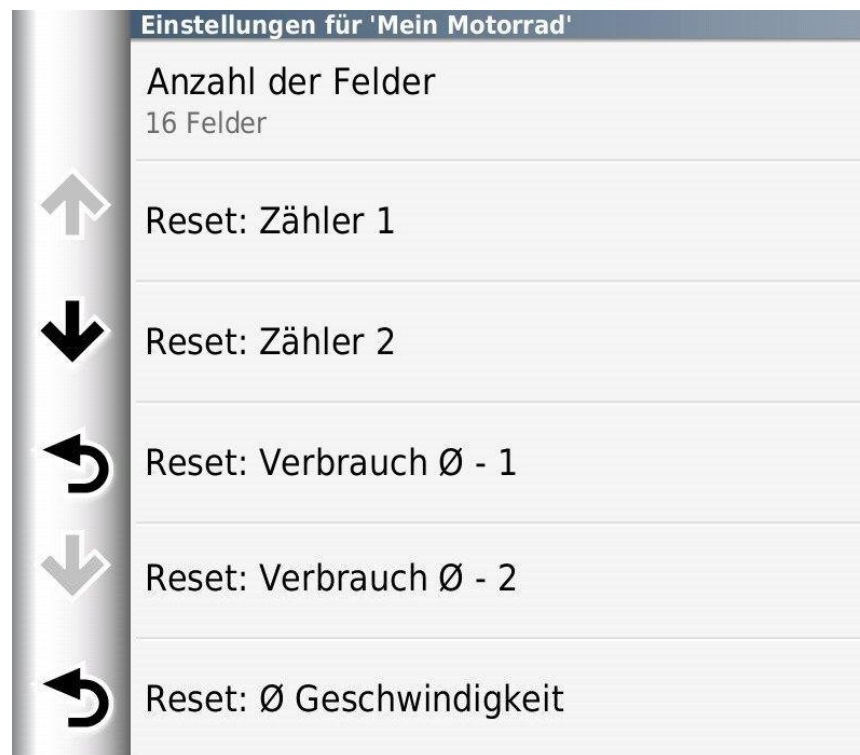 Einstellungen für 'Mein Motorrad'
Anzahl der Felder
16 Felder
Reset: Zähler 1
Reset: Zähler 2
Reset: Verbrauch Ø - 1
Reset: Verbrauch Ø - 2
Reset: Ø Geschwindigkeit